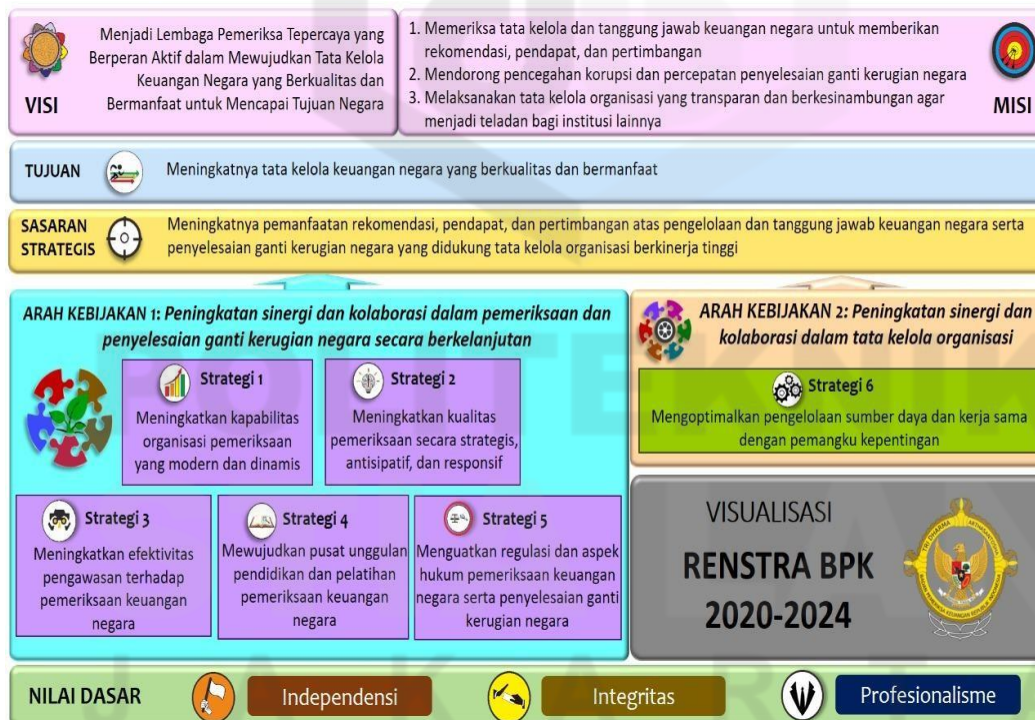 VISI
Menjadi Lembaga Pemeriksa Tepercaya yang
Berperan Aktif dalam Mewujudkan Tata Kelola
Keuangan Negara yang Berkualitas dan
Bermanfaat untuk Mencapai Tujuan Negara
1. Memeriksa tata kelola dan tanggung jawab keuangan negara untuk memberikan
rekomendasi, pendapat, dan pertimbangan
2. Mendorong pencegahan korupsi dan percepatan penyelesaian ganti kerugian negara
3. Melaksanakan tata kelola organisasi yang transparan dan berkesinambungan agar
menjadi teladan bagi institusi lainnya
MISI
TUJUAN
Meningkatnya tata kelola keuangan negara yang berkualitas dan bermanfaat
SASARAN
STRATEGIS
Meningkatnya pemanfaatan rekomendasi, pendapat, dan pertimbangan atas pengelolaan dan tanggung jawab keuangan negara serta
penyelesaian ganti kerugian negara yang didukung tata kelola organisasi berkinerja tinggi
ARAH KEBIJAKAN 1: Peningkatan sinergi dan kolaborasi dalam pemeriksaan dan
penyelesaian ganti kerugian negara secara berkelanjutan
Strategi 1
Meningkatkan kapabilitas
organisasi pemeriksaan
yang modern dan dinamis
Strategi 2
Meningkatkan kualitas
pemeriksaan secara strategis,
antisipatif, dan responsif
Strategi 3
Meningkatkan efektivitas
pengawasan terhadap
pemeriksaan keuangan
negara
Strategi 4
Mewujudkan pusat unggulan
pendidikan dan pelatihan
pemeriksaan keuangan
negara
Strategi 5
Menguatkan regulasi dan aspek
hukum pemeriksaan keuangan
negara serta penyelesaian ganti
kerugian negara
ARAH KEBIJAKAN 2: Peningkatan sinergi dan
kolaborasi dalam tata kelola organisasi
Strategi 6
Mengoptimalkan pengelolaan sumber daya dan kerja sama
dengan pemangku kepentingan
VISUALISASI
RENSTRA BPK
2020-2024
NILAI DASAR
Independensi
Integritas
Profesionalisme